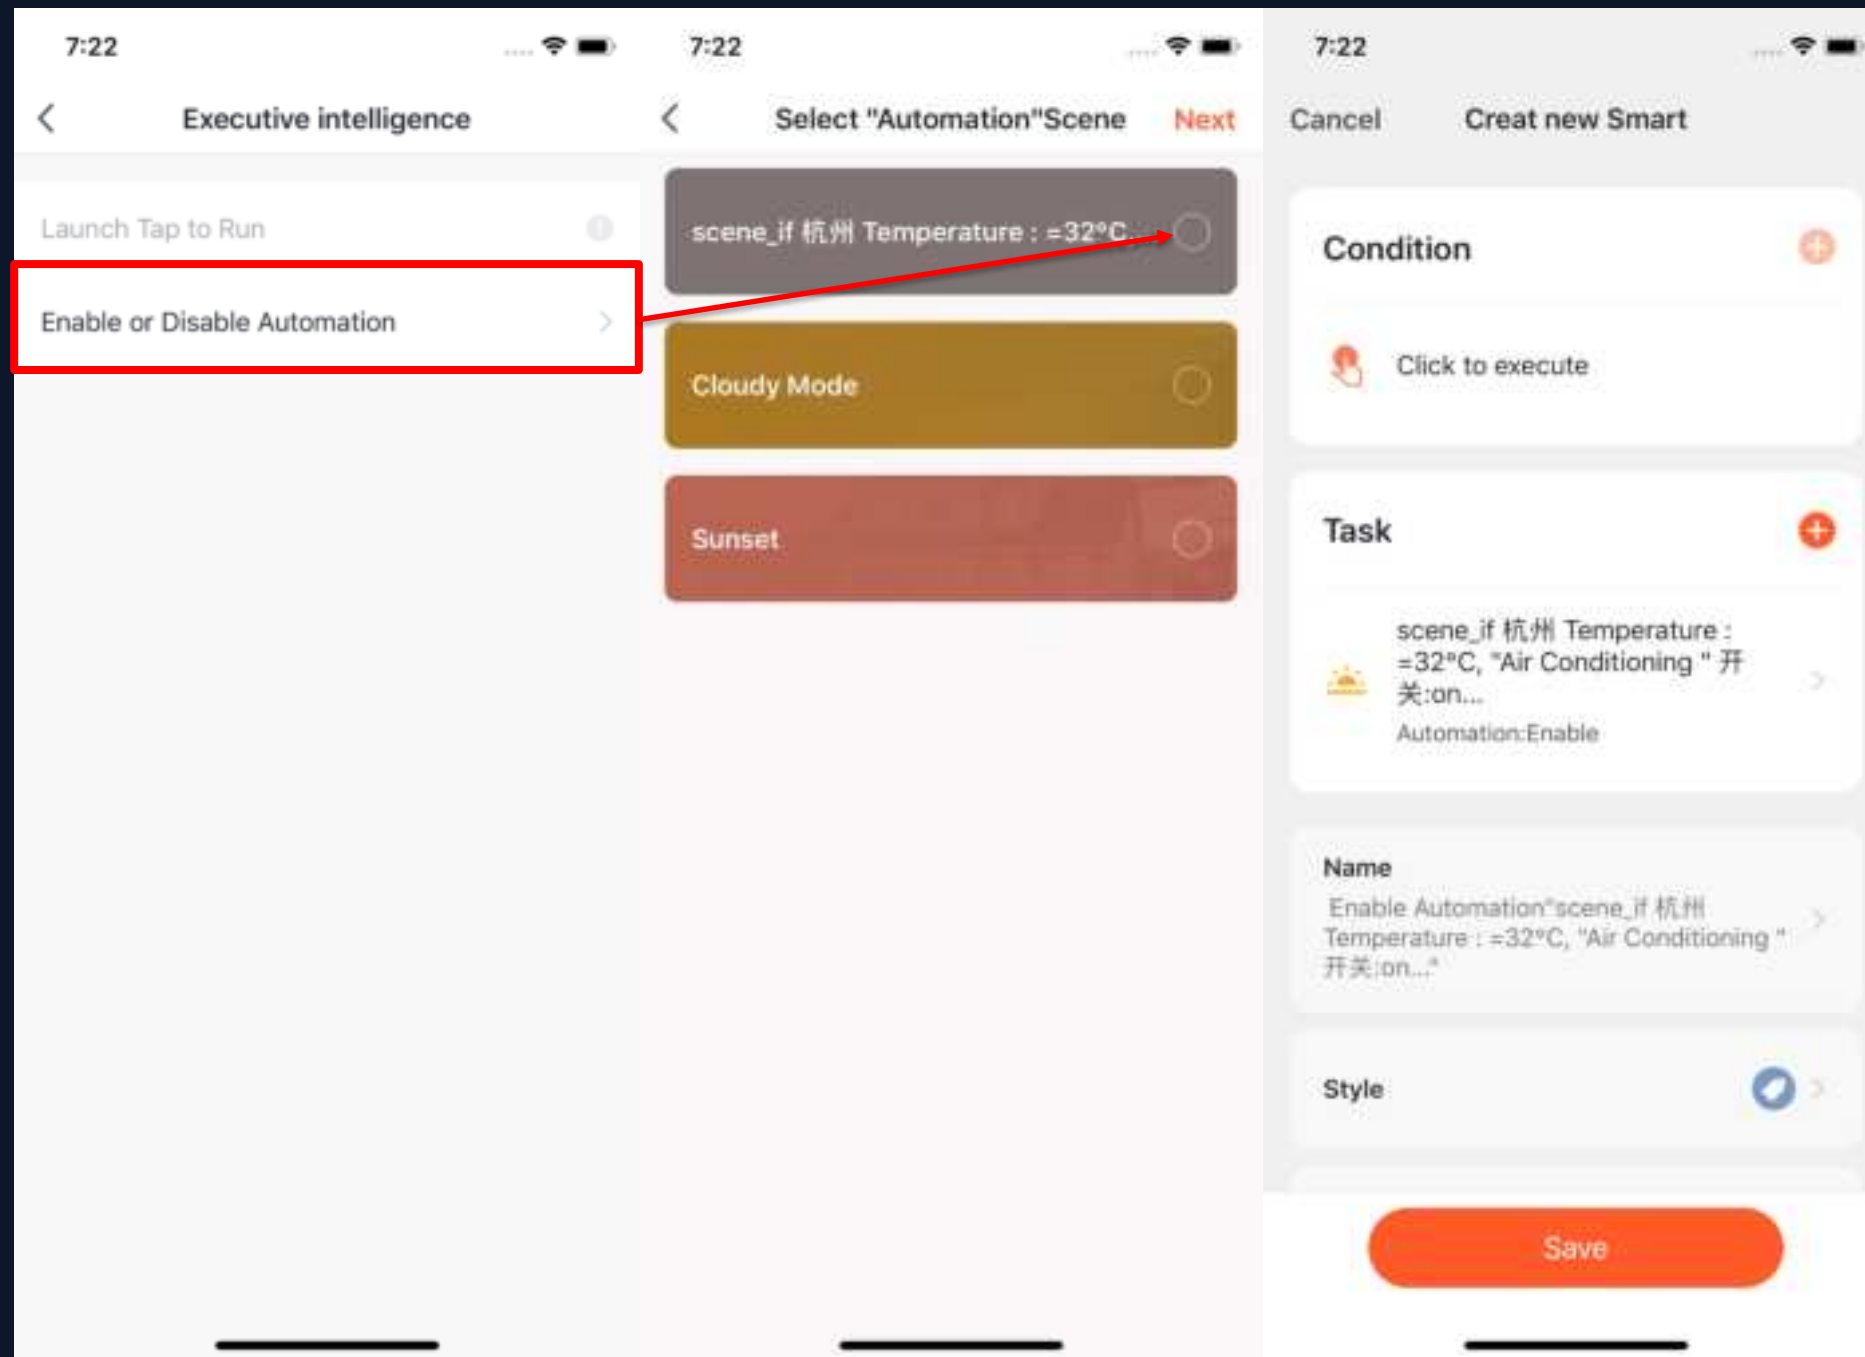 7:22
Executive intelligence
Launch Tap to Run
Enable or Disable Automation
7:22
Select "Automation"Scene
Next
scene_if 杭州 Temperature : =32°C...
Cloudy Mode
Sunset
7:22
Cancel
Creat new Smart
Condition
Click to execute
Task
scene_if 杭州 Temperature :
=32°C, "Air Conditioning " 开
关:on...
Automation:Enable
Name
Enable Automation"scene_if 杭州
Temperature : =32°C, "Air Conditioning "
开关:on..."
Style
Save